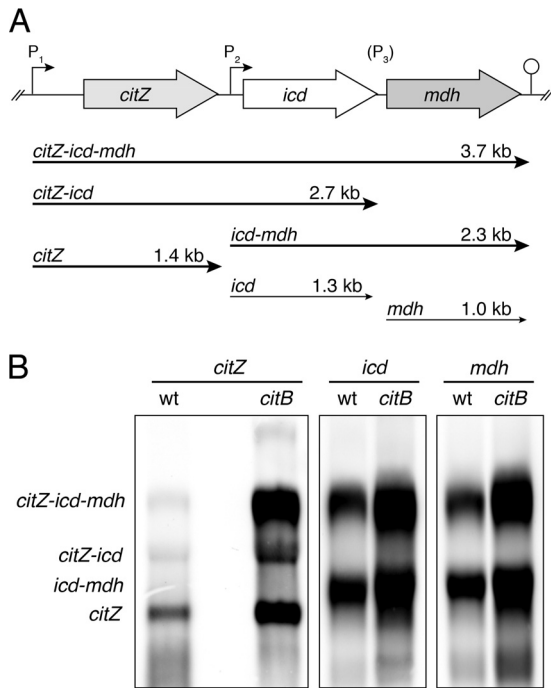 A
P1 P2 (P3)
citZ icd mdh
citZ-icd-mdh 3.7 kb
citZ-icd 2.7 kb
icd-mdh 2.3 kb
citZ 1.4 kb
icd 1.3 kb
mdh 1.0 kb
B
citZ icd mdh
wt citB wt citB wt citB
citZ-icd-mdh
citZ-icd
icd-mdh
citZ